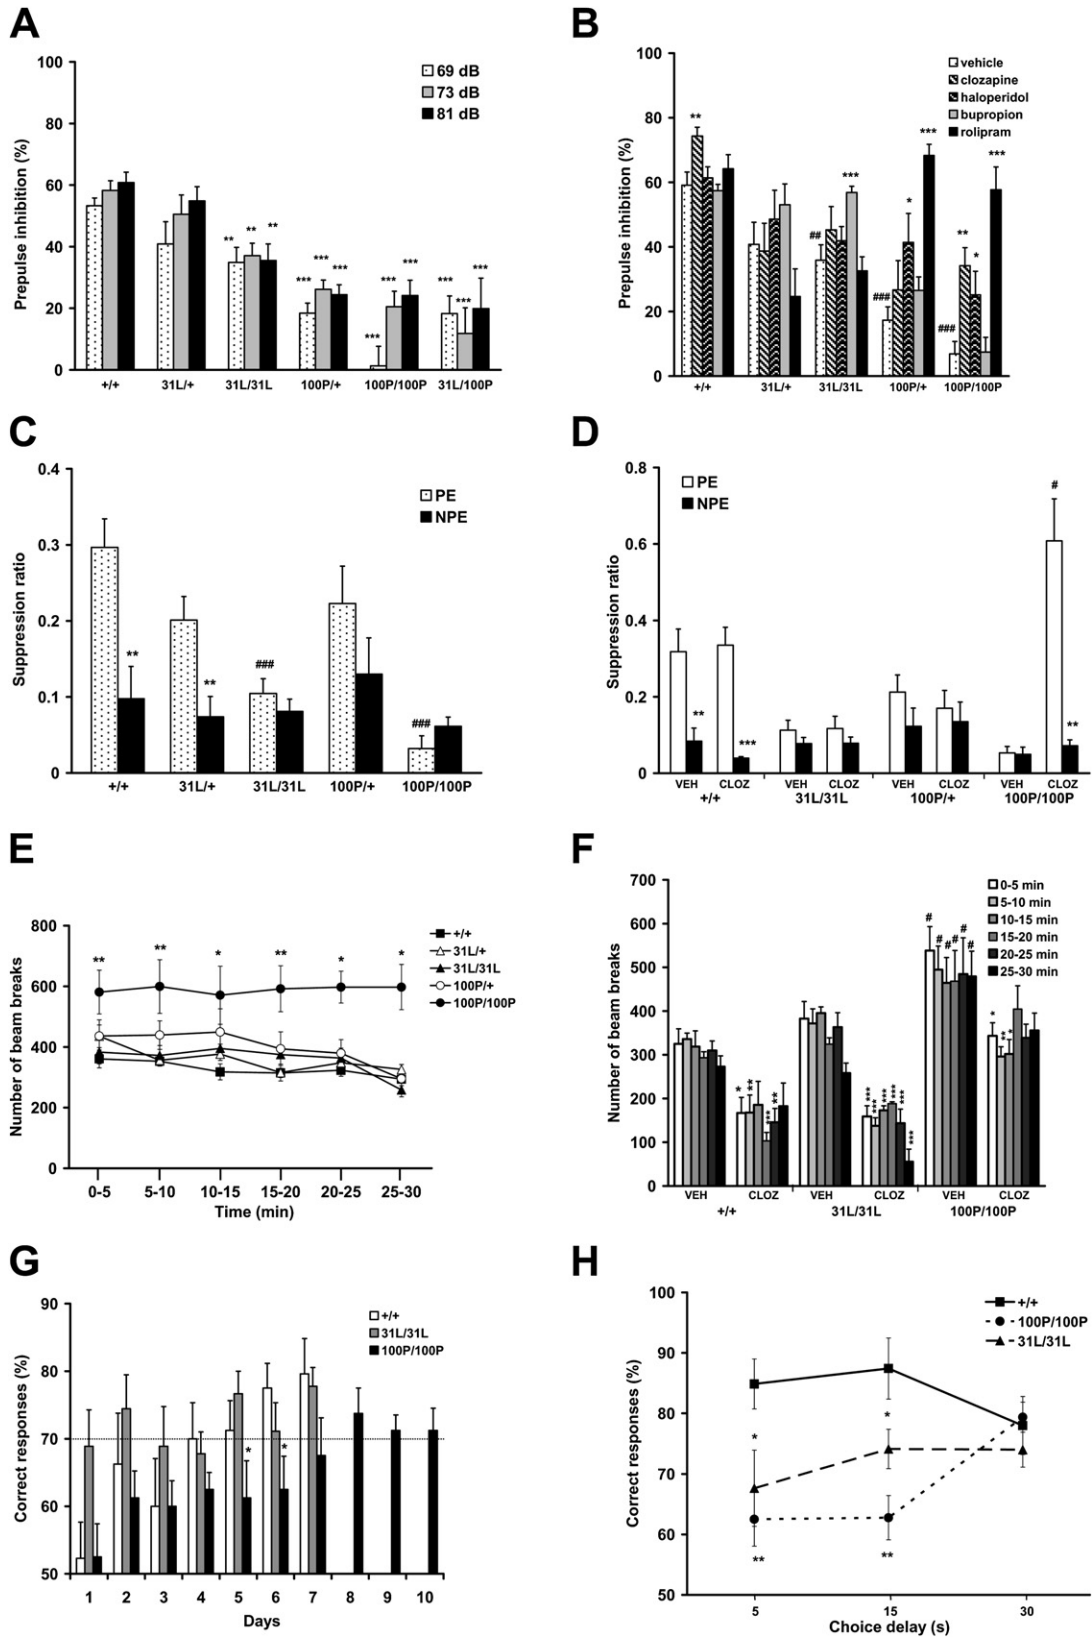 A
Prepulse inhibition (%)
100
80
60
40
20
0
69 dB
73 dB
81 dB
** ** **
*** *** ***
*** *** ***
*** *** ***
+/+ 31L/+ 31L/31L 100P/+ 100P/100P 31L/100P
B
Prepulse inhibition (%)
100
80
60
40
20
0
vehicle
clozapine
haloperidol
bupropion
rolipram
**
## ***
### * ***
### ** * ***
+/+ 31L/+ 31L/31L 100P/+ 100P/100P
C
Suppression ratio
0.4
0.3
0.2
0.1
0
PE
NPE
** ** ### ###
+/+ 31L/+ 31L/31L 100P/+ 100P/100P
D
Suppression ratio
0.8
0.6
0.4
0.2
0
PE
NPE
** *** # **
VEH CLOZ VEH CLOZ VEH CLOZ VEH CLOZ
+/+ 31L/31L 100P/+ 100P/100P
E
Number of beam breaks
800
600
400
200
0
+/+
31L/+
31L/31L
100P/+
100P/100P
** ** * ** * *
0-5 5-10 10-15 15-20 20-25 25-30
Time (min)
F
Number of beam breaks
700
600
500
400
300
200
100
0
0-5 min
5-10 min
10-15 min
15-20 min
20-25 min
25-30 min
* ** *** **
*** *** *** *** *** ***
# # # # # #
* ** *
VEH CLOZ VEH CLOZ VEH CLOZ
+/+ 31L/31L 100P/100P
G
Correct responses (%)
90
80
70
60
50
+/+
31L/31L
100P/100P
* *
1 2 3 4 5 6 7 8 9 10
Days
H
Correct responses (%)
100
90
80
70
60
50
+/+
100P/100P
31L/31L
* *
** **
5 15 30
Choice delay (s)